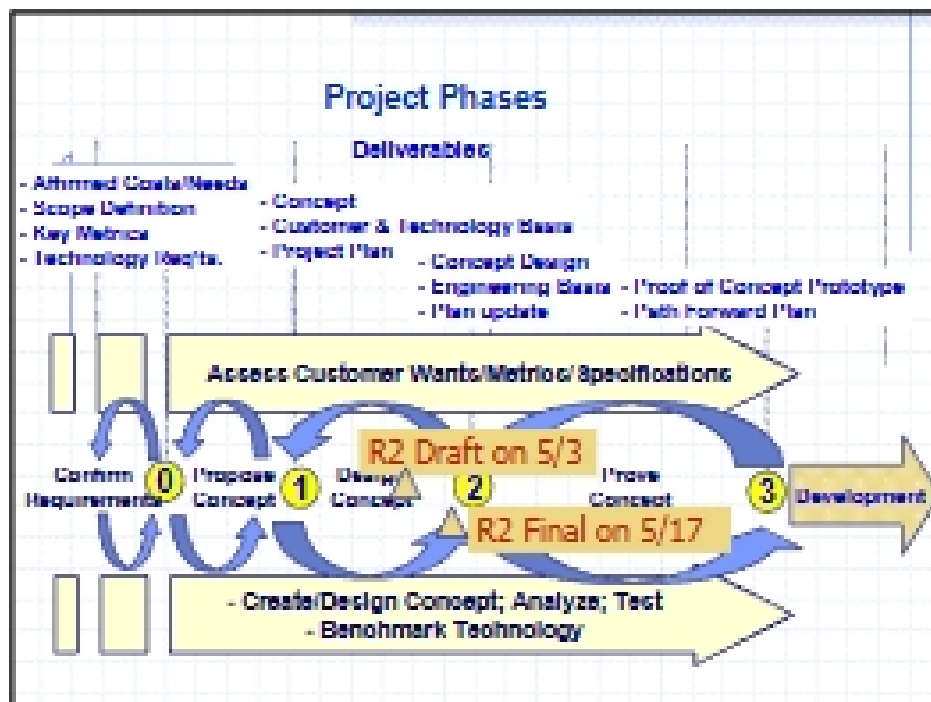 Project Phases
Deliverables
- Affirmed Costs/Needs
- Scope Definition
- Key Metrics
- Technology Req'ts.
- Concept
- Customer & Technology Basis
- Project Plan
- Concept Design
- Engineering Basis
- Plan update
- Proof of Concept Prototype
- Path Forward Plan
Assess Customer Wants/Metrics/Specifications
R2 Draft on 5/3
Confirm
Requirements
0
Propose
Concept
1
Concept
2
Prove
Concept
3
Development
R2 Final on 5/17
- Create/Design Concept; Analyze; Test
- Benchmark Technology